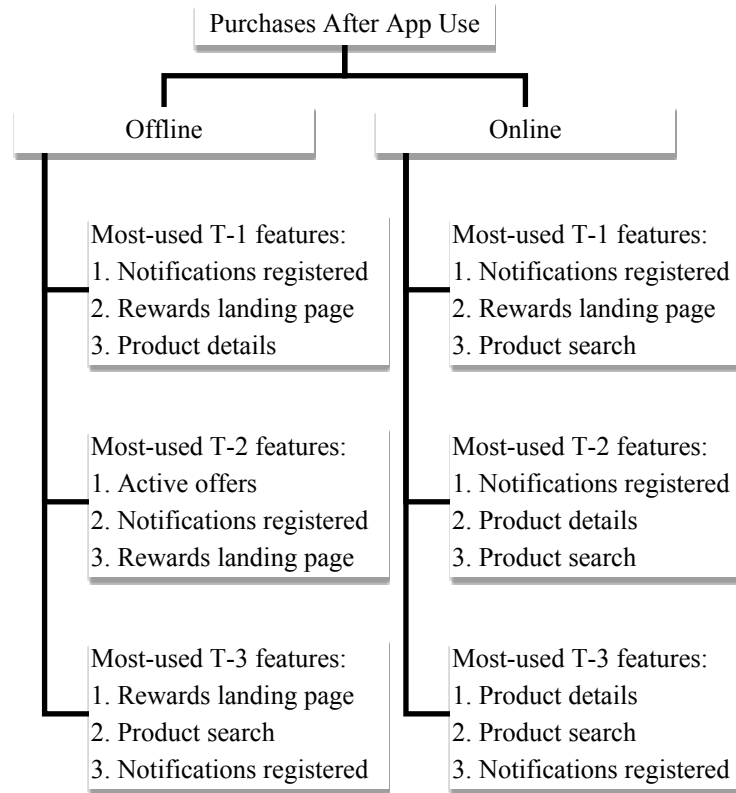 Purchases After App Use
Offline
Online
Most-used T-1 features:
1. Notifications registered
2. Rewards landing page
3. Product details
Most-used T-1 features:
1. Notifications registered
2. Rewards landing page
3. Product search
Most-used T-2 features:
1. Active offers
2. Notifications registered
3. Rewards landing page
Most-used T-2 features:
1. Notifications registered
2. Product details
3. Product search
Most-used T-3 features:
1. Rewards landing page
2. Product search
3. Notifications registered
Most-used T-3 features:
1. Product details
2. Product search
3. Notifications registered